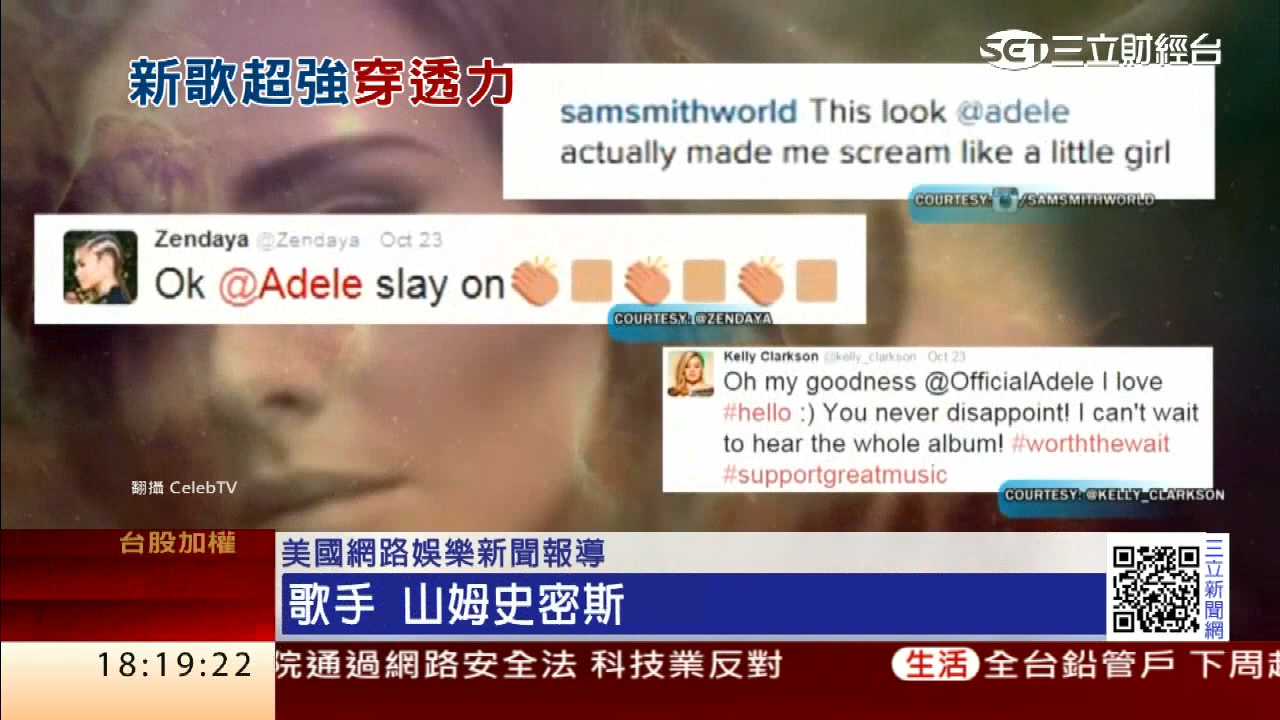 新歌超強穿透力
SET三立財經台
samsmithworld This look @adele
actually made me scream like a little girl
COURTESY: /SAMSMITHWORLD
Zendaya @Zendaya Oct 23
Ok @Adele slay on👏🏼👏🏼👏🏼
COURTESY: @ZENDAYA
Kelly Clarkson @kelly_clarkson Oct 23
Oh my goodness @OfficialAdele I love
#hello :) You never disappoint! I can't wait
to hear the whole album! #worththewait
#supportgreatmusic
COURTESY: @KELLY_CLARKSON
翻攝 CelebTV
台股加權
美國網路娛樂新聞報導
歌手 山姆史密斯
三立新聞網
18:19:22
院通過網路安全法 科技業反對
生活 全台鉛管戶 下周起